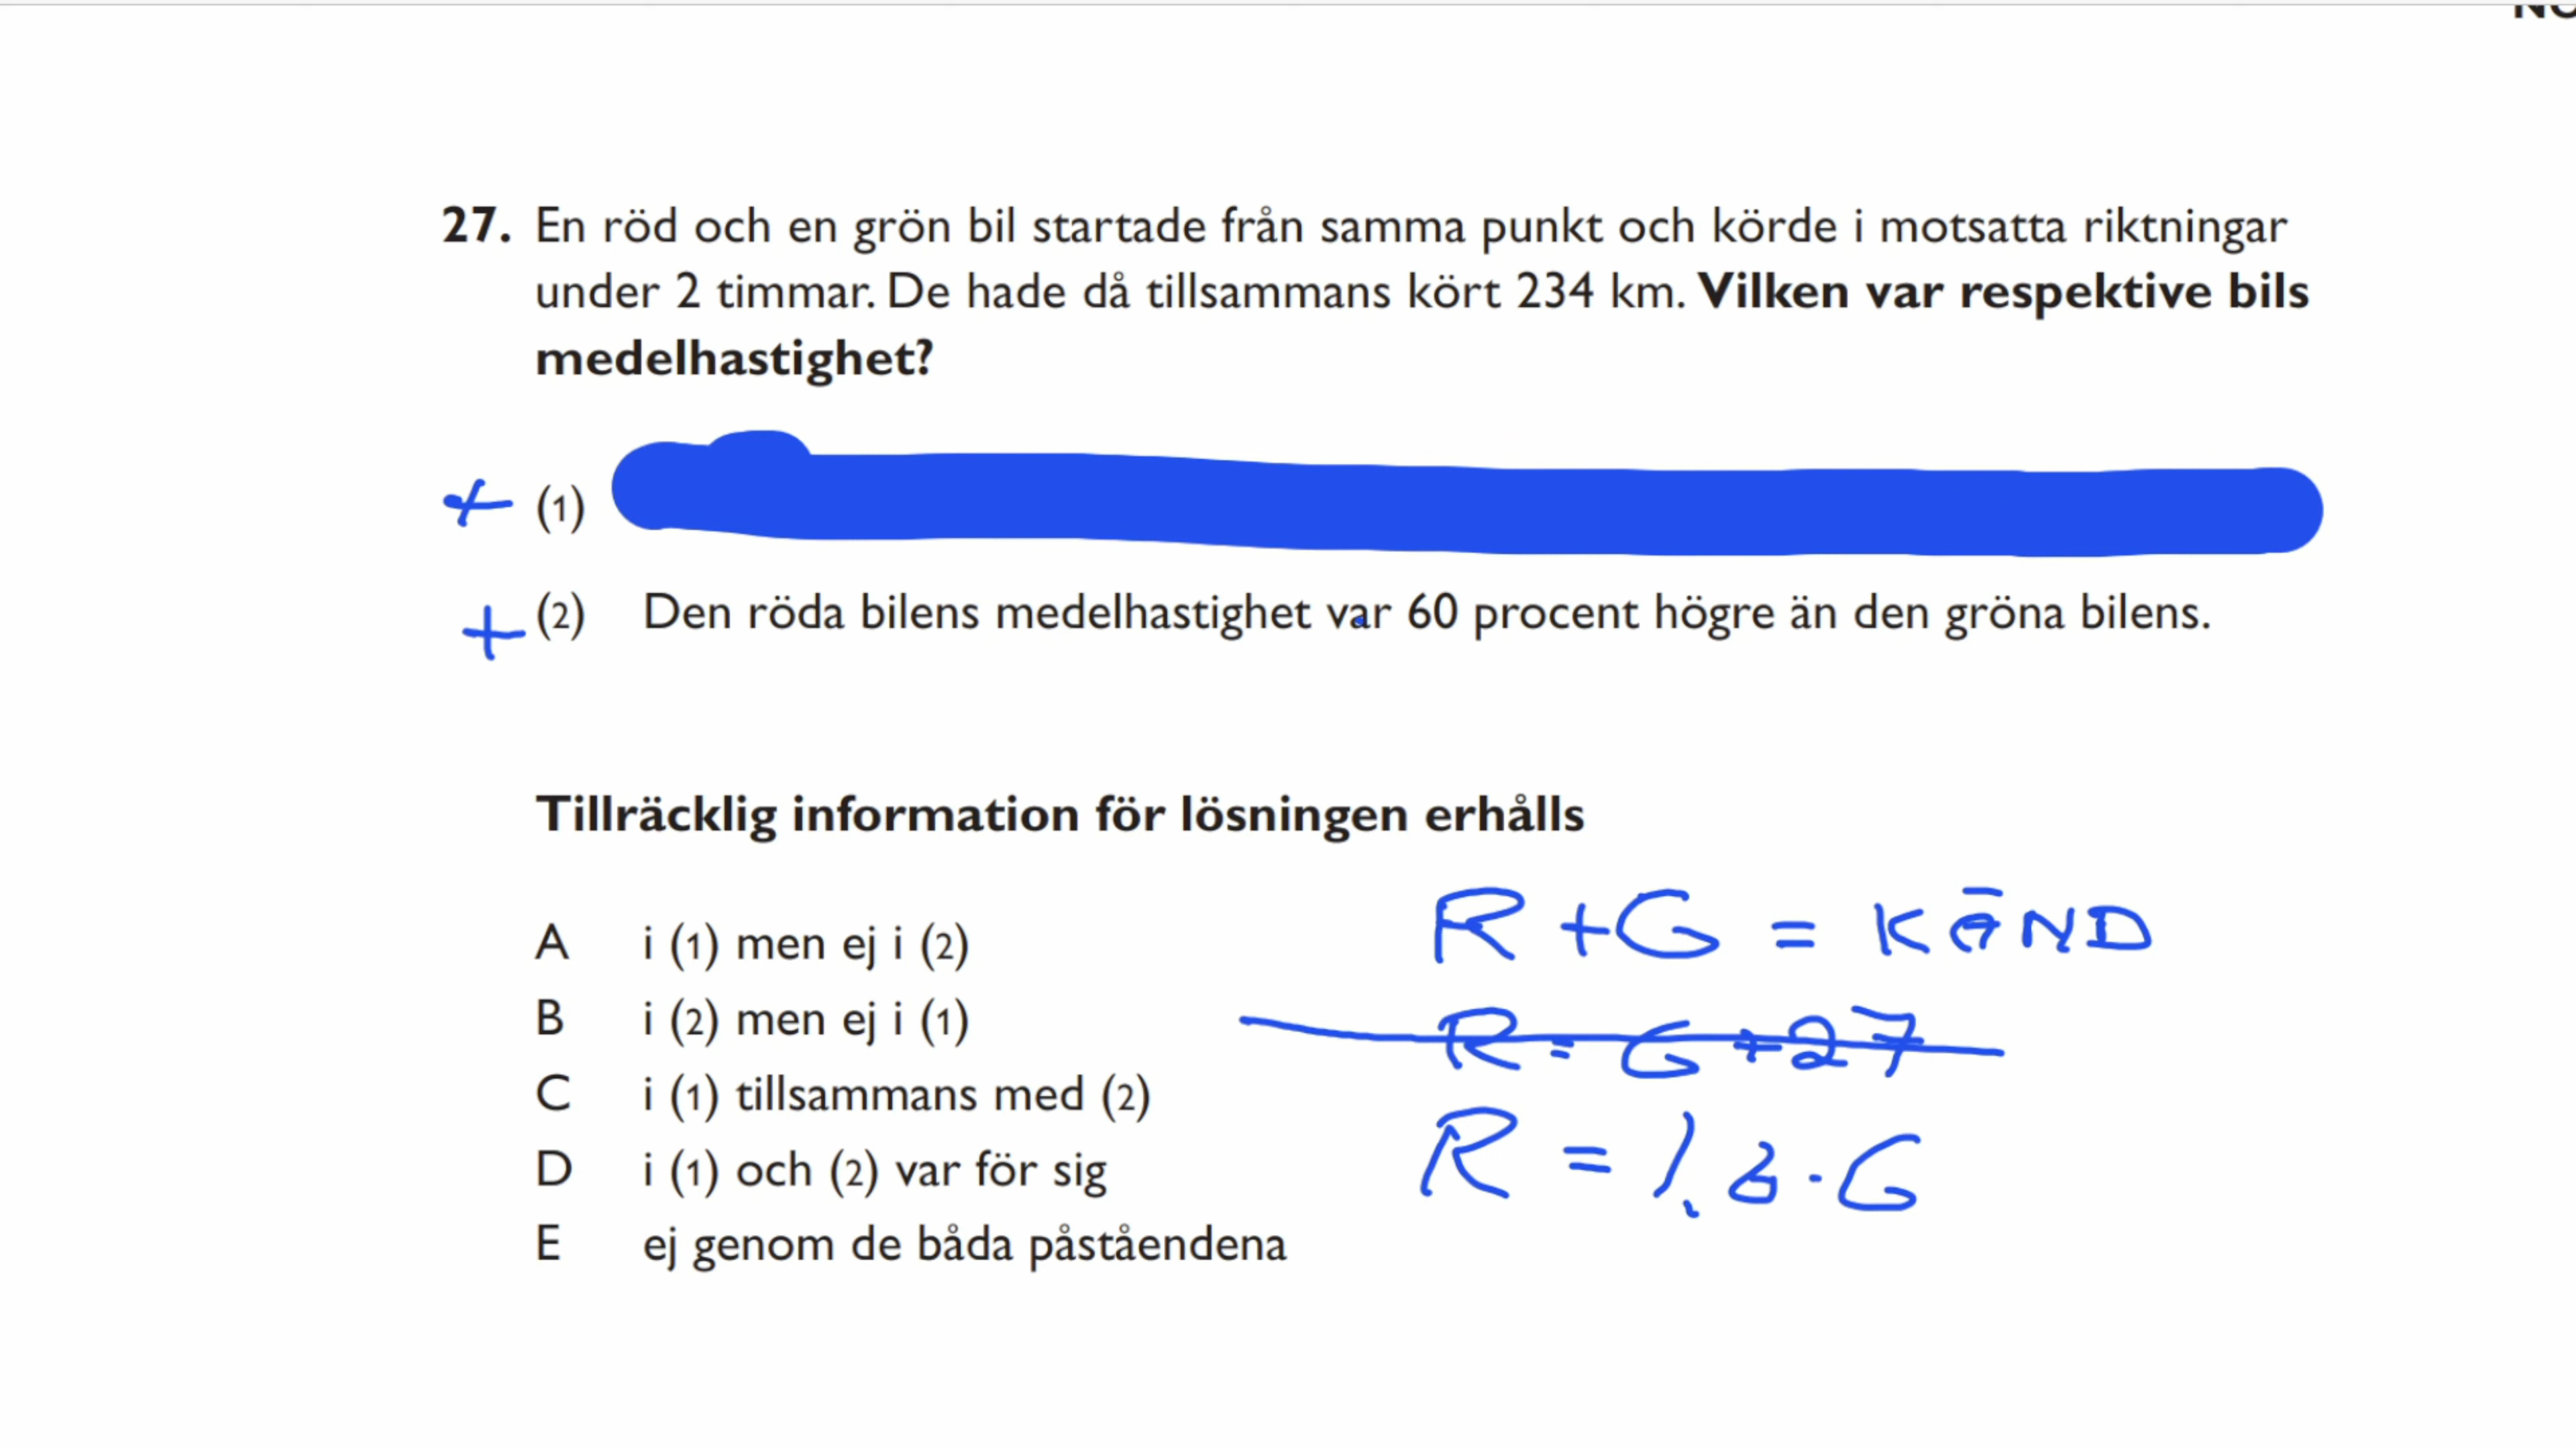 27. En röd och en grön bil startade från samma punkt och körde i motsatta riktningar
under 2 timmar. De hade då tillsammans kört 234 km. Vilken var respektive bils
medelhastighet?
+ (1)
+ (2) Den röda bilens medelhastighet var 60 procent högre än den gröna bilens.
Tillräcklig information för lösningen erhålls
A i (1) men ej i (2)
B i (2) men ej i (1)
C i (1) tillsammans med (2)
D i (1) och (2) var för sig
E ej genom de båda påståendena
R + G = KÄND
R = G + 27
R = 1,6 · G